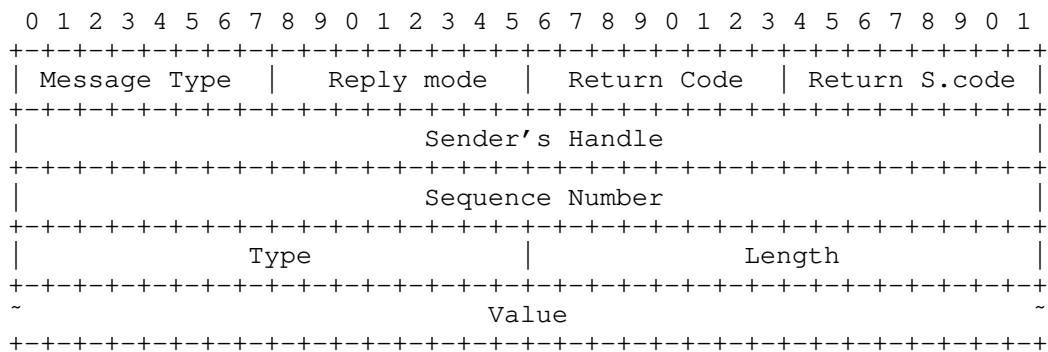 0 1 2 3 4 5 6 7 8 9 0 1 2 3 4 5 6 7 8 9 0 1 2 3 4 5 6 7 8 9 0 1
+-+-+-+-+-+-+-+-+-+-+-+-+-+-+-+-+-+-+-+-+-+-+-+-+-+-+-+-+-+-+-+-+
| Message Type | Reply mode | Return Code | Return S.code |
+-+-+-+-+-+-+-+-+-+-+-+-+-+-+-+-+-+-+-+-+-+-+-+-+-+-+-+-+-+-+-+-+
| Sender’s Handle |
+-+-+-+-+-+-+-+-+-+-+-+-+-+-+-+-+-+-+-+-+-+-+-+-+-+-+-+-+-+-+-+-+
| Sequence Number |
+-+-+-+-+-+-+-+-+-+-+-+-+-+-+-+-+-+-+-+-+-+-+-+-+-+-+-+-+-+-+-+-+
| Type | Length |
+-+-+-+-+-+-+-+-+-+-+-+-+-+-+-+-+-+-+-+-+-+-+-+-+-+-+-+-+-+-+-+-+
~ Value ~
+-+-+-+-+-+-+-+-+-+-+-+-+-+-+-+-+-+-+-+-+-+-+-+-+-+-+-+-+-+-+-+-+